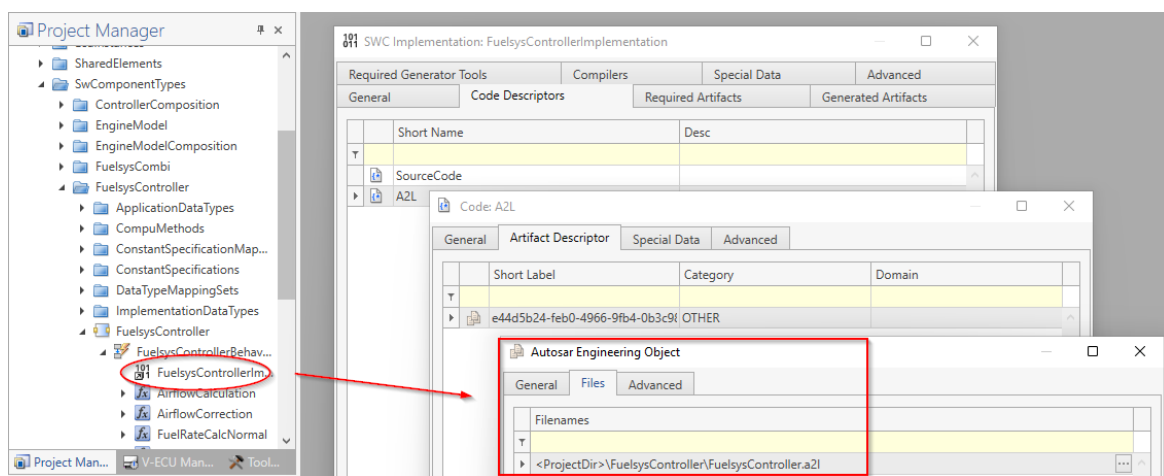 Project Manager
SharedElements
SwComponentTypes
ControllerComposition
EngineModel
EngineModelComposition
FuelsysCombi
FuelsysController
ApplicationDataTypes
CompuMethods
ConstantSpecificationMap...
ConstantSpecifications
DataTypeMappingSets
ImplementationDataTypes
FuelsysController
FuelsysControllerBehav...
FuelsysControllerIm...
AirflowCalculation
AirflowCorrection
FuelRateCalcNormal
Project Man... V-ECU Man... Tool...
SWC Implementation: FuelsysControllerImplementation
Required Generator Tools Compilers Special Data Advanced
General Code Descriptors Required Artifacts Generated Artifacts
Short Name Desc
SourceCode
A2L
Code: A2L
General Artifact Descriptor Special Data Advanced
Short Label Category Domain
e44d5b24-feb0-4966-9fb4-0b3c9 OTHER
Autosar Engineering Object
General Files Advanced
Filenames
<ProjectDir>\FuelsysController\FuelsysController.a2l